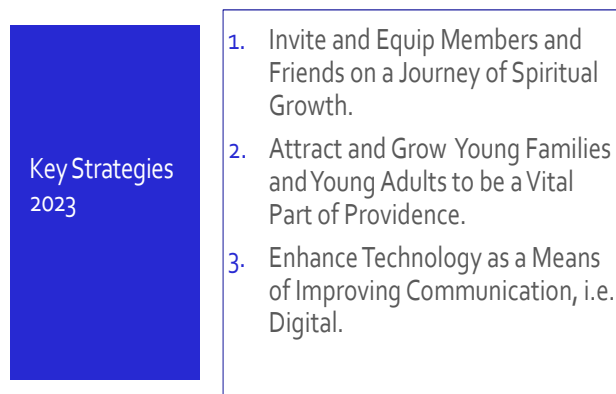 Key Strategies
2023
1. Invite and Equip Members and
Friends on a Journey of Spiritual
Growth.
2. Attract and Grow Young Families
and Young Adults to be a Vital
Part of Providence.
3. Enhance Technology as a Means
of Improving Communication, i.e.
Digital.